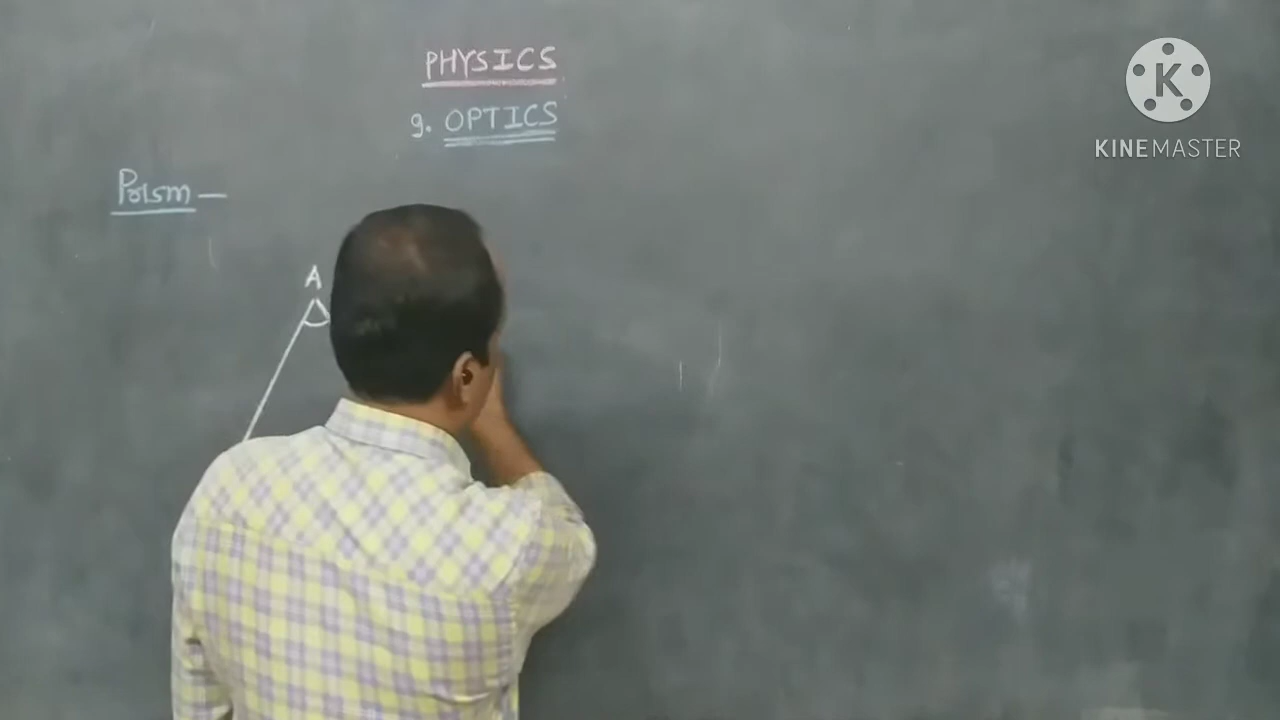 PHYSICS
9. OPTICS
Prism —
A
K
KINEMASTER